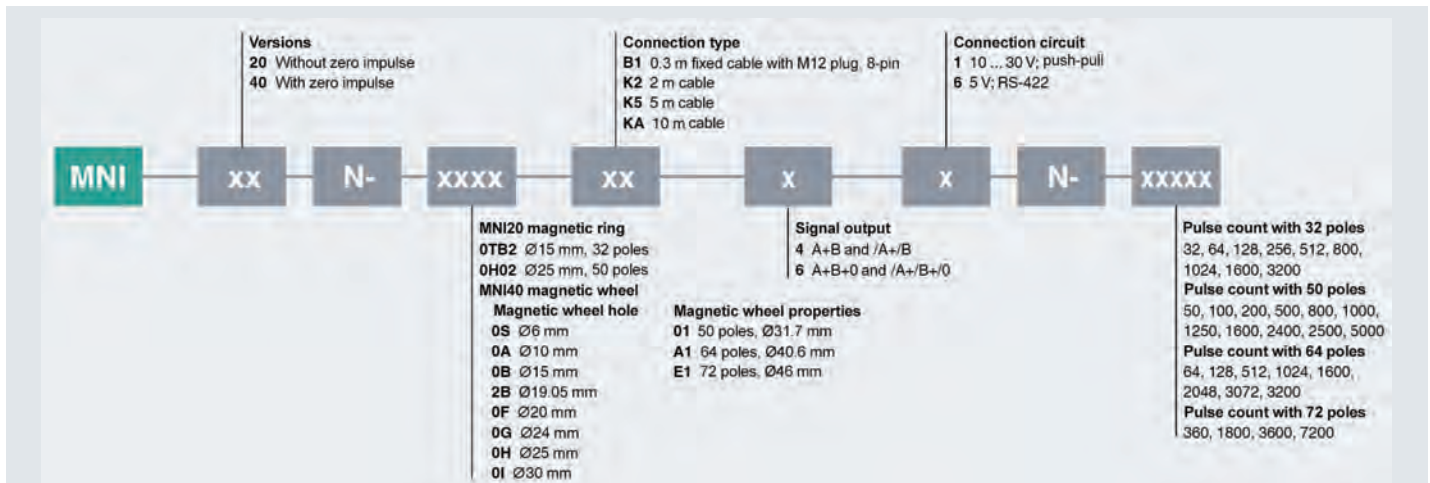 Versions
20 Without zero impulse
40 With zero impulse
Connection type
B1 0.3 m fixed cable with M12 plug, 8-pin
K2 2 m cable
K5 5 m cable
KA 10 m cable
Connection circuit
1 10 ... 30 V; push-pull
6 5 V; RS-422
MNI xx N- xxxx xx x x N- xxxxx
MNI20 magnetic ring
0TB2 Ø15 mm, 32 poles
0H02 Ø25 mm, 50 poles
MNI40 magnetic wheel
Magnetic wheel hole
0S Ø6 mm
0A Ø10 mm
0B Ø15 mm
2B Ø19.05 mm
0F Ø20 mm
0G Ø24 mm
0H Ø25 mm
0I Ø30 mm
Magnetic wheel properties
01 50 poles, Ø31.7 mm
A1 64 poles, Ø40.6 mm
E1 72 poles, Ø46 mm
Signal output
4 A+B and /A+/B
6 A+B+0 and /A+/B+/0
Pulse count with 32 poles
32, 64, 128, 256, 512, 800,
1024, 1600, 3200
Pulse count with 50 poles
50, 100, 200, 500, 800, 1000,
1250, 1600, 2400, 2500, 5000
Pulse count with 64 poles
64, 128, 512, 1024, 1600,
2048, 3072, 3200
Pulse count with 72 poles
360, 1800, 3600, 7200